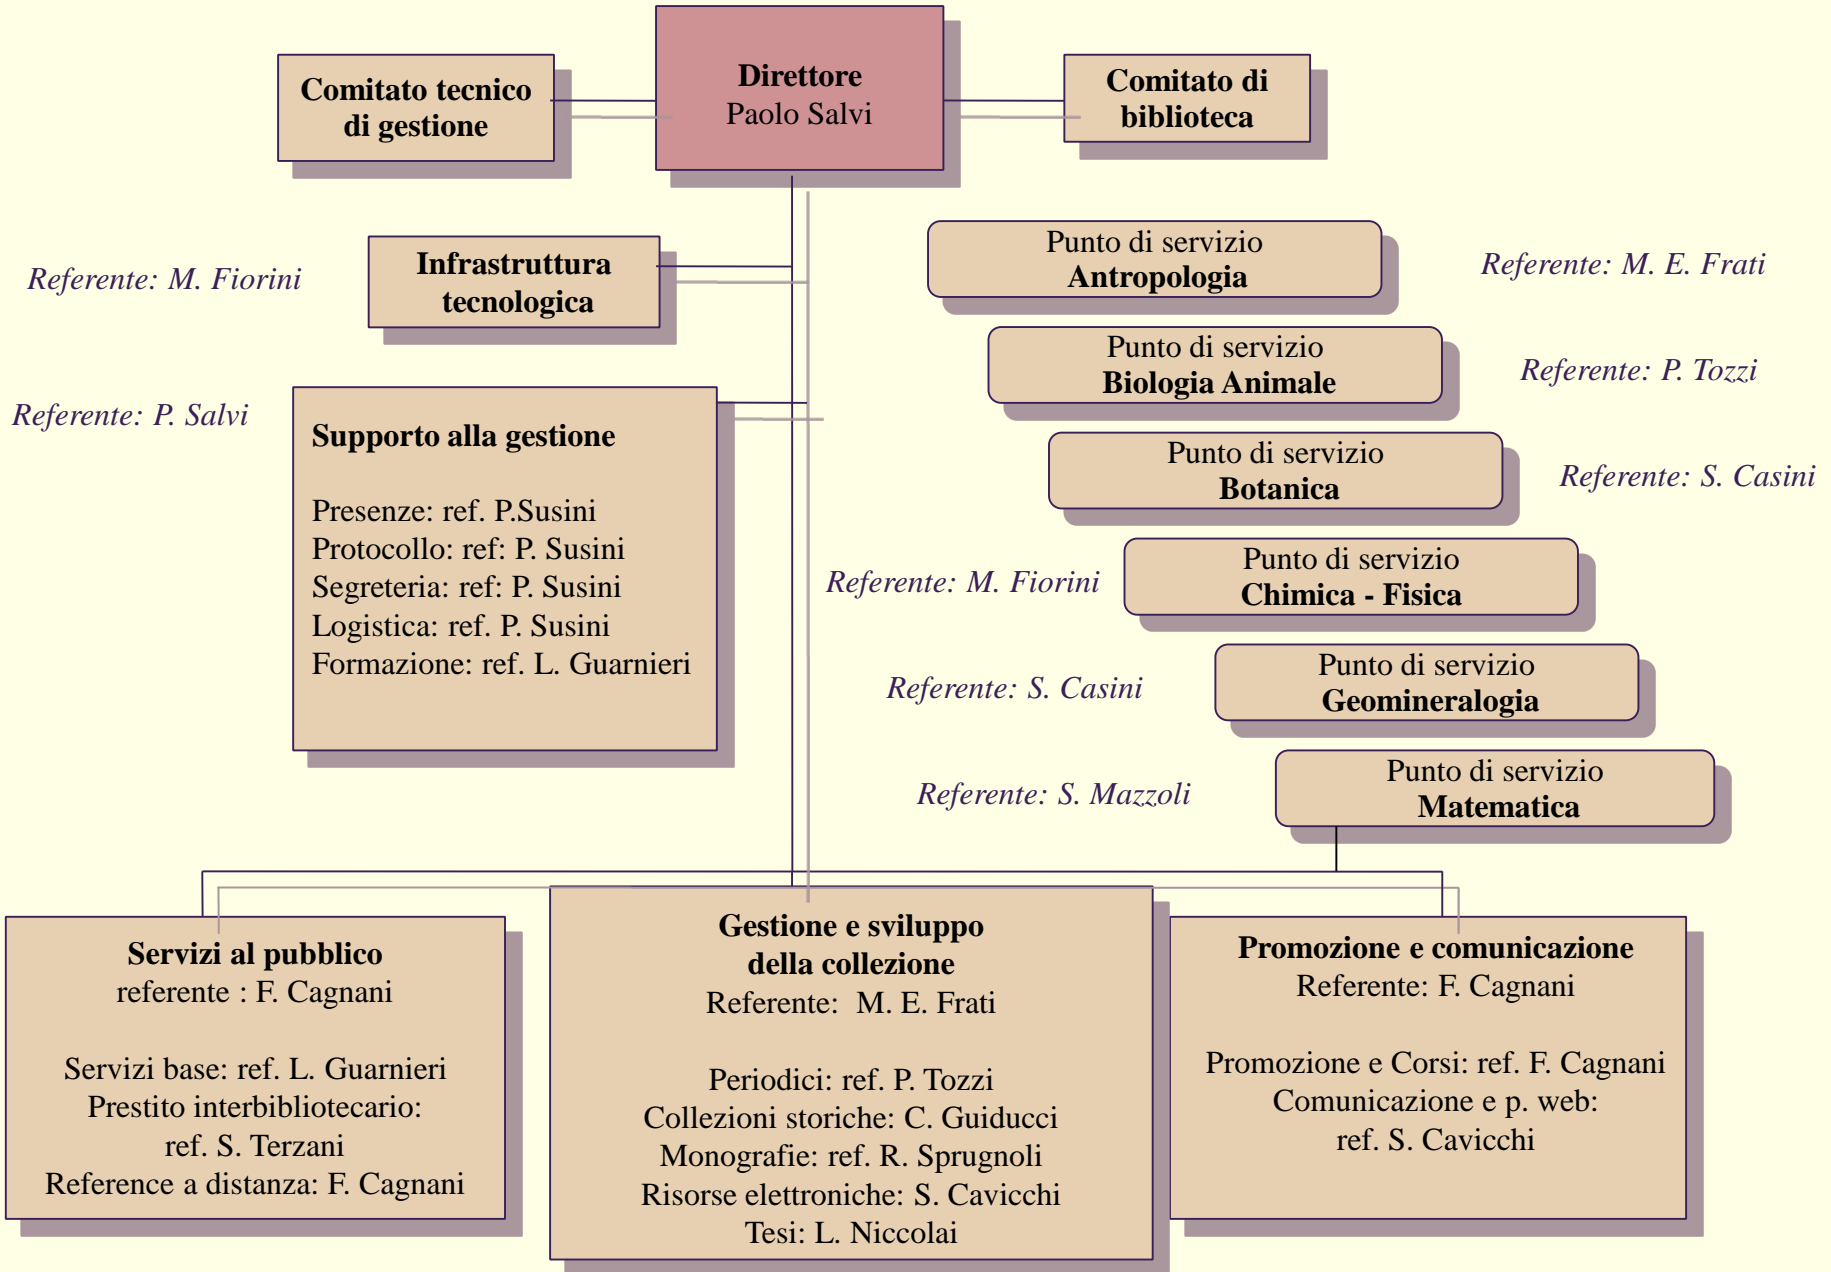 Comitato tecnico
di gestione
Direttore
Paolo Salvi
Comitato di
biblioteca
Referente: M. Fiorini
Infrastruttura
tecnologica
Punto di servizio
Antropologia
Referente: M. E. Frati
Punto di servizio
Biologia Animale
Referente: P. Tozzi
Referente: P. Salvi
Supporto alla gestione
Presenze: ref. P.Susini
Protocollo: ref: P. Susini
Segreteria: ref: P. Susini
Logistica: ref. P. Susini
Formazione: ref. L. Guarnieri
Punto di servizio
Botanica
Referente: S. Casini
Referente: M. Fiorini
Punto di servizio
Chimica - Fisica
Referente: S. Casini
Punto di servizio
Geomineralogia
Referente: S. Mazzoli
Punto di servizio
Matematica
Servizi al pubblico
referente : F. Cagnani
Servizi base: ref. L. Guarnieri
Prestito interbibliotecario:
ref. S. Terzani
Reference a distanza: F. Cagnani
Gestione e sviluppo
della collezione
Referente:  M. E. Frati
Periodici: ref. P. Tozzi
Collezioni storiche: C. Guiducci
Monografie: ref. R. Sprugnoli
Risorse elettroniche: S. Cavicchi
Tesi: L. Niccolai
Promozione e comunicazione
Referente: F. Cagnani
Promozione e Corsi: ref. F. Cagnani
Comunicazione e p. web:
ref. S. Cavicchi